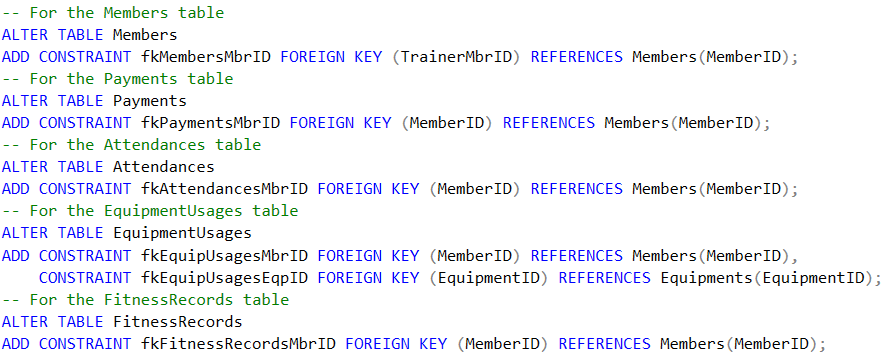 -- For the Members table
ALTER TABLE Members
ADD CONSTRAINT fkMembersMbrID FOREIGN KEY (TrainerMbrID) REFERENCES Members(MemberID);
-- For the Payments table
ALTER TABLE Payments
ADD CONSTRAINT fkPaymentsMbrID FOREIGN KEY (MemberID) REFERENCES Members(MemberID);
-- For the Attendances table
ALTER TABLE Attendances
ADD CONSTRAINT fkAttendancesMbrID FOREIGN KEY (MemberID) REFERENCES Members(MemberID);
-- For the EquipmentUsages table
ALTER TABLE EquipmentUsages
ADD CONSTRAINT fkEquipUsagesMbrID FOREIGN KEY (MemberID) REFERENCES Members(MemberID),
    CONSTRAINT fkEquipUsagesEqpID FOREIGN KEY (EquipmentID) REFERENCES Equipments(EquipmentID);
-- For the FitnessRecords table
ALTER TABLE FitnessRecords
ADD CONSTRAINT fkFitnessRecordsMbrID FOREIGN KEY (MemberID) REFERENCES Members(MemberID);